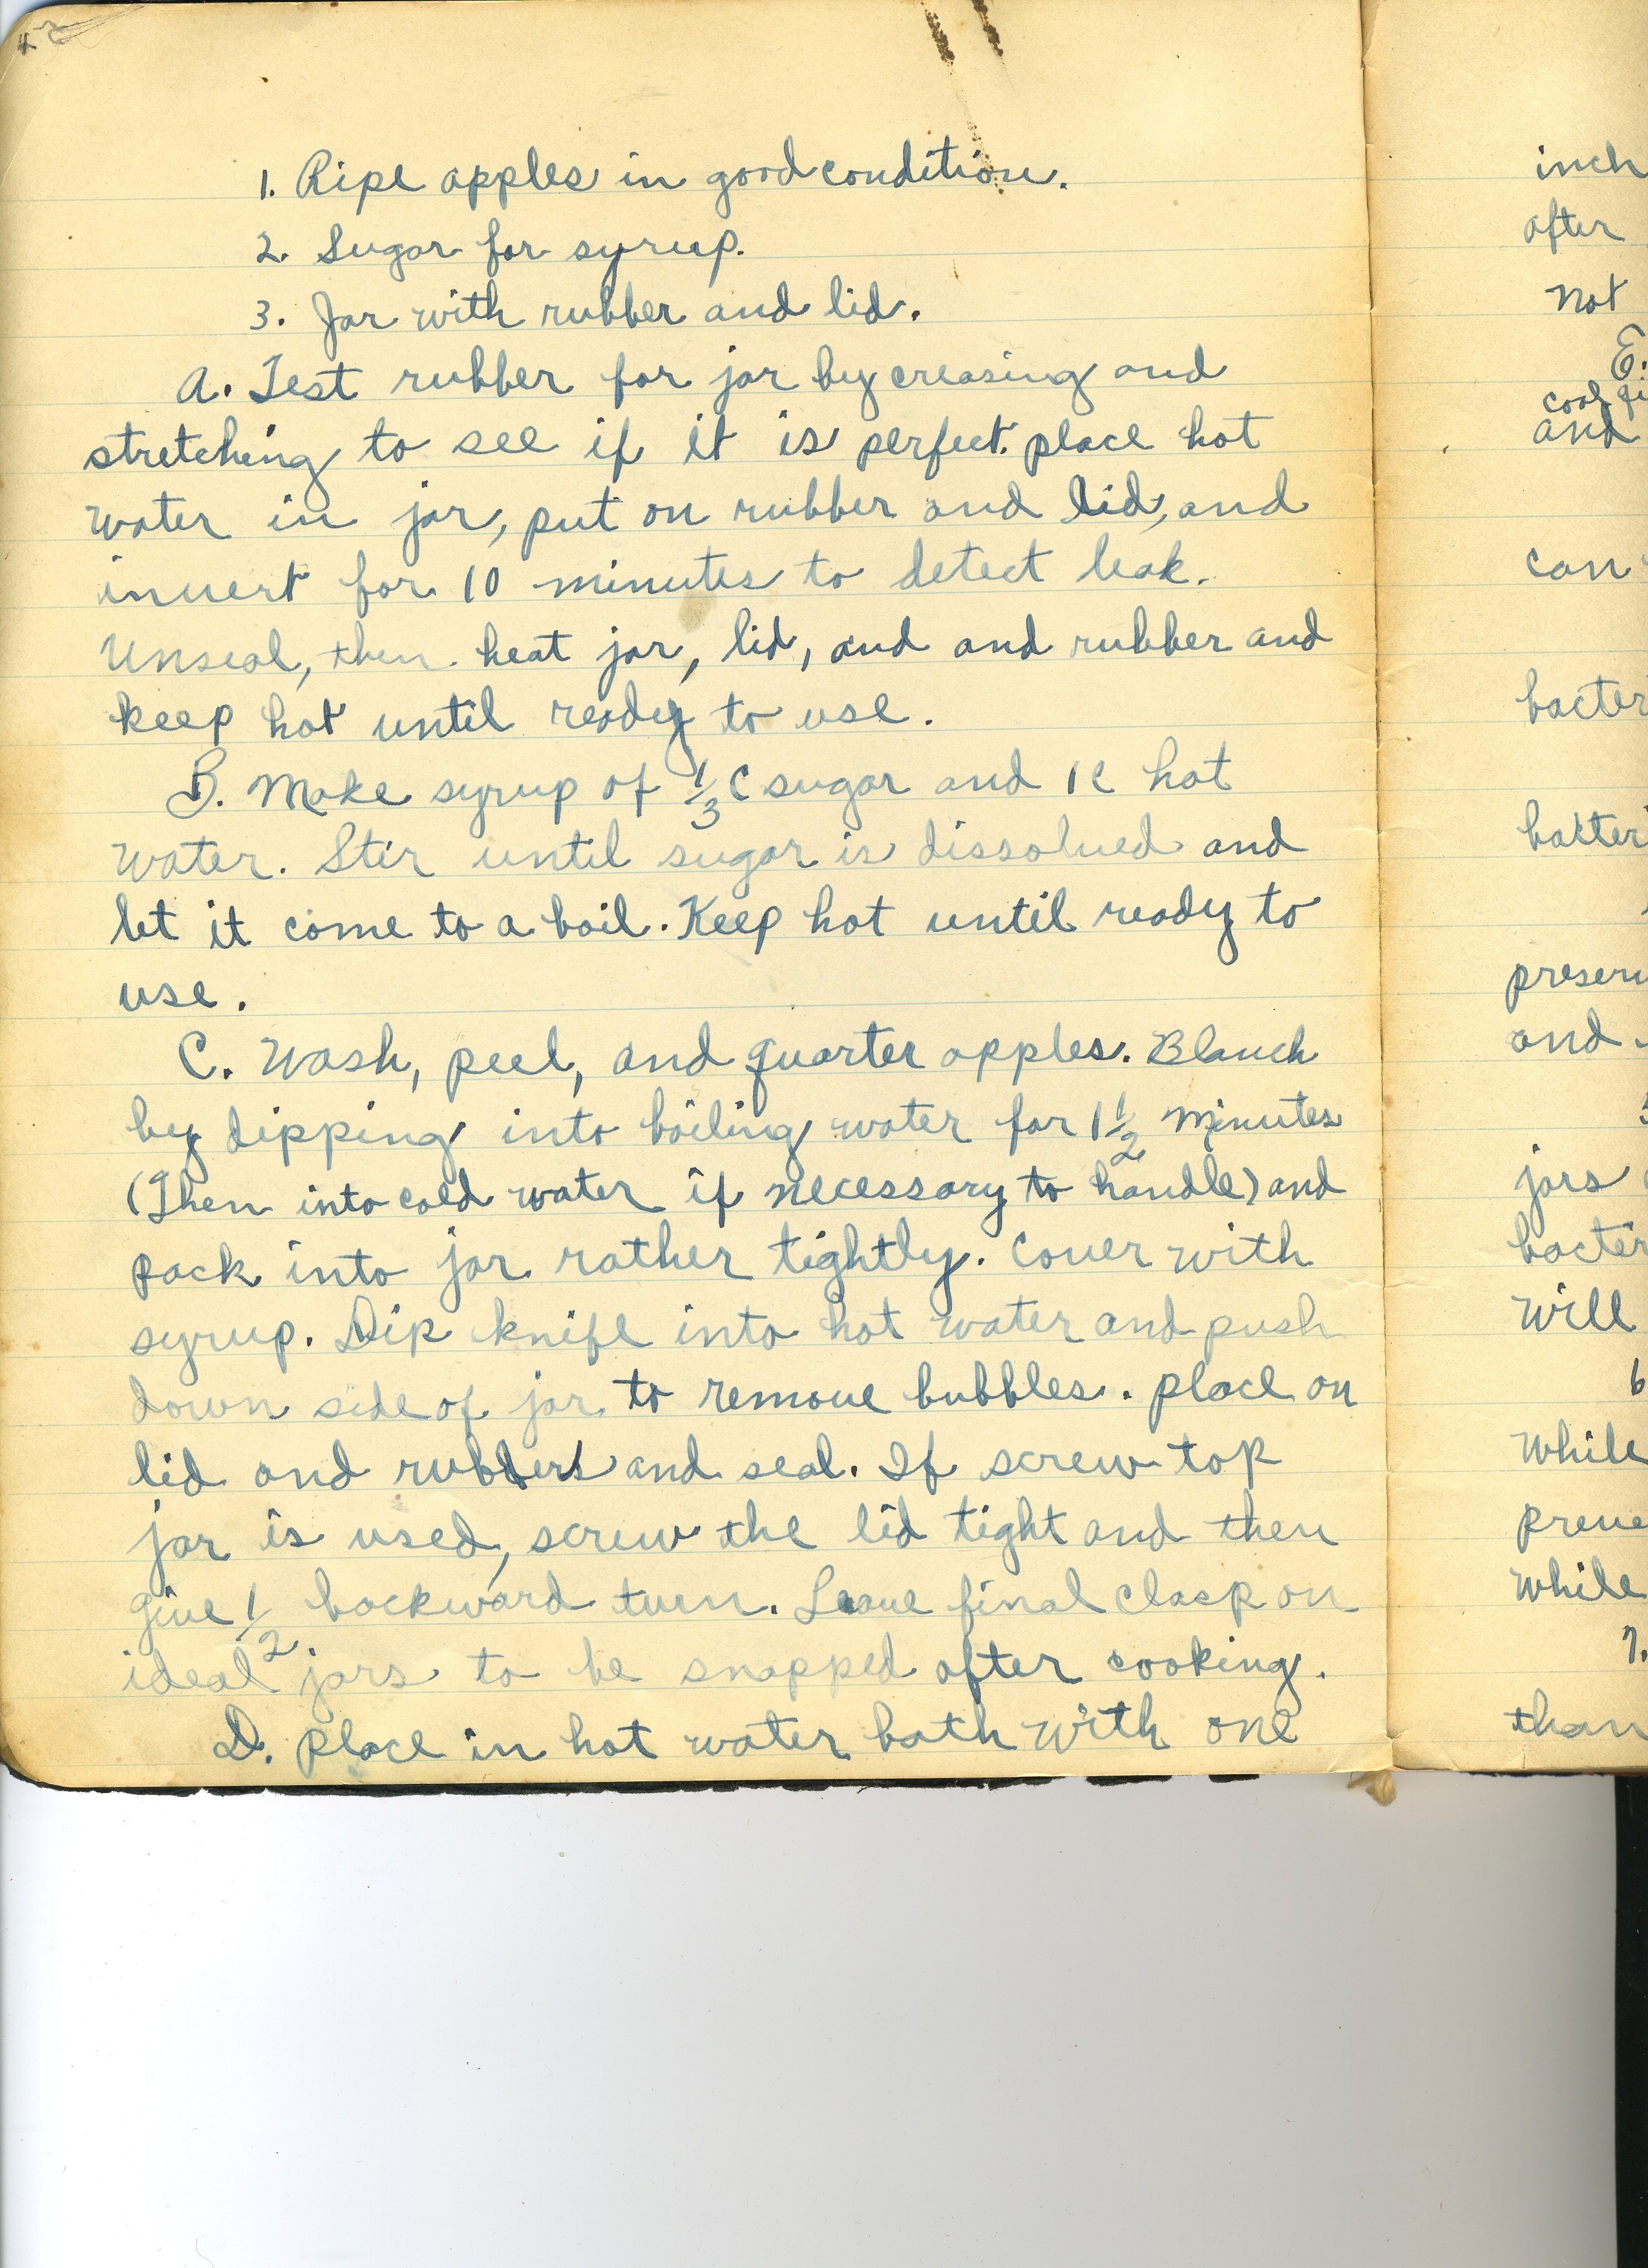 1. Ripe apples in good condition.
2. Sugar for syrup.
3. Jar with rubber and lid.
A. Test rubber for jar by creasing and
stretching to see if it is perfect. place hot
water in jar, put on rubber and lid, and
invert for 10 minutes to detect leak.
Unseal, then heat jar, lid, and and rubber and
keep hot until ready to use.
B. Make syrup of 1/3 C sugar and 1 C hot
water. Stir until sugar is dissolved and
let it come to a boil. Keep hot until ready to
use.
C. Wash, peel, and quarter apples. Blanch
by dipping into boiling water for 1 1/2 minutes
(Then into cold water if necessary to handle) and
pack into jar rather tightly. Cover with
syrup. Dip knife into hot water and push
down side of jar to remove bubbles. place on
lid and rubbers and seal. If screw top
jar is used, screw the lid tight and then
give 1/2 backward turn. Leave final clasp on
ideal jars to be snapped after cooking.
D. place in hot water bath with one
inch
after
not
E.
cool
and
can
bacter
bakter
preserv
and
jars
bacter
will
6
while
preve
while
7.
than